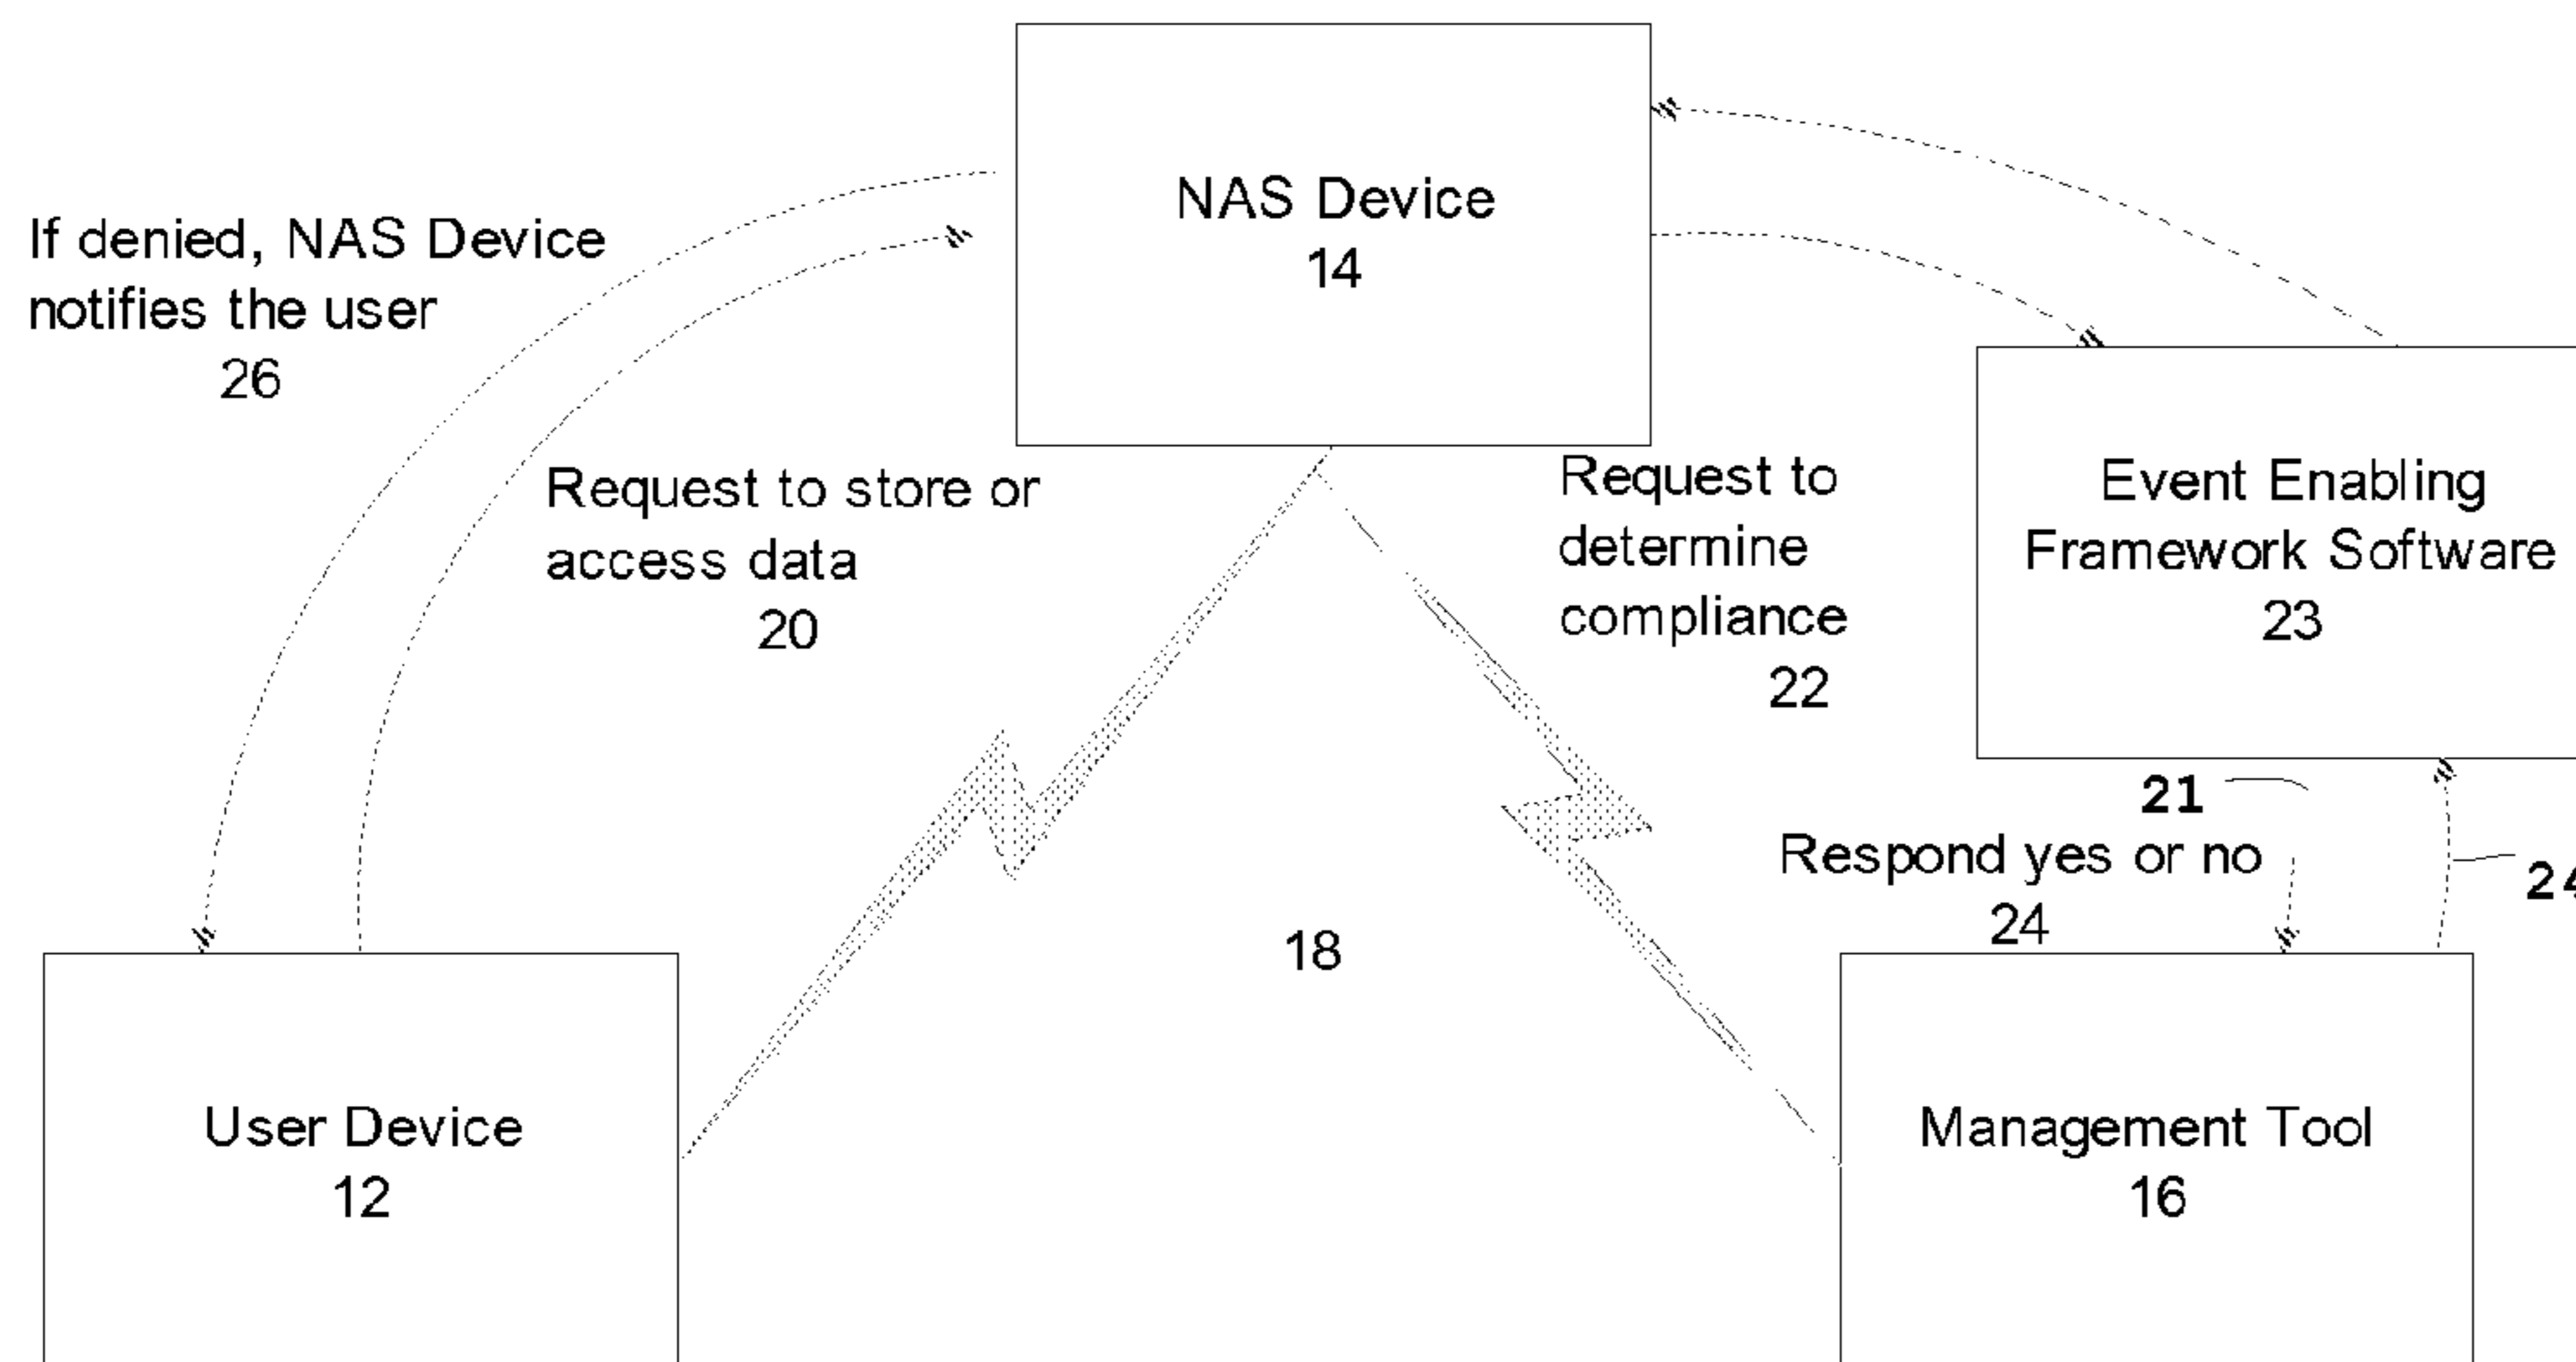 NAS Device
14
If denied, NAS Device
notifies the user
26
Request to store or
access data
20
Request to
determine
compliance
22
Event Enabling
Framework Software
23
21
Respond yes or no
24
24
18
User Device
12
Management Tool
16